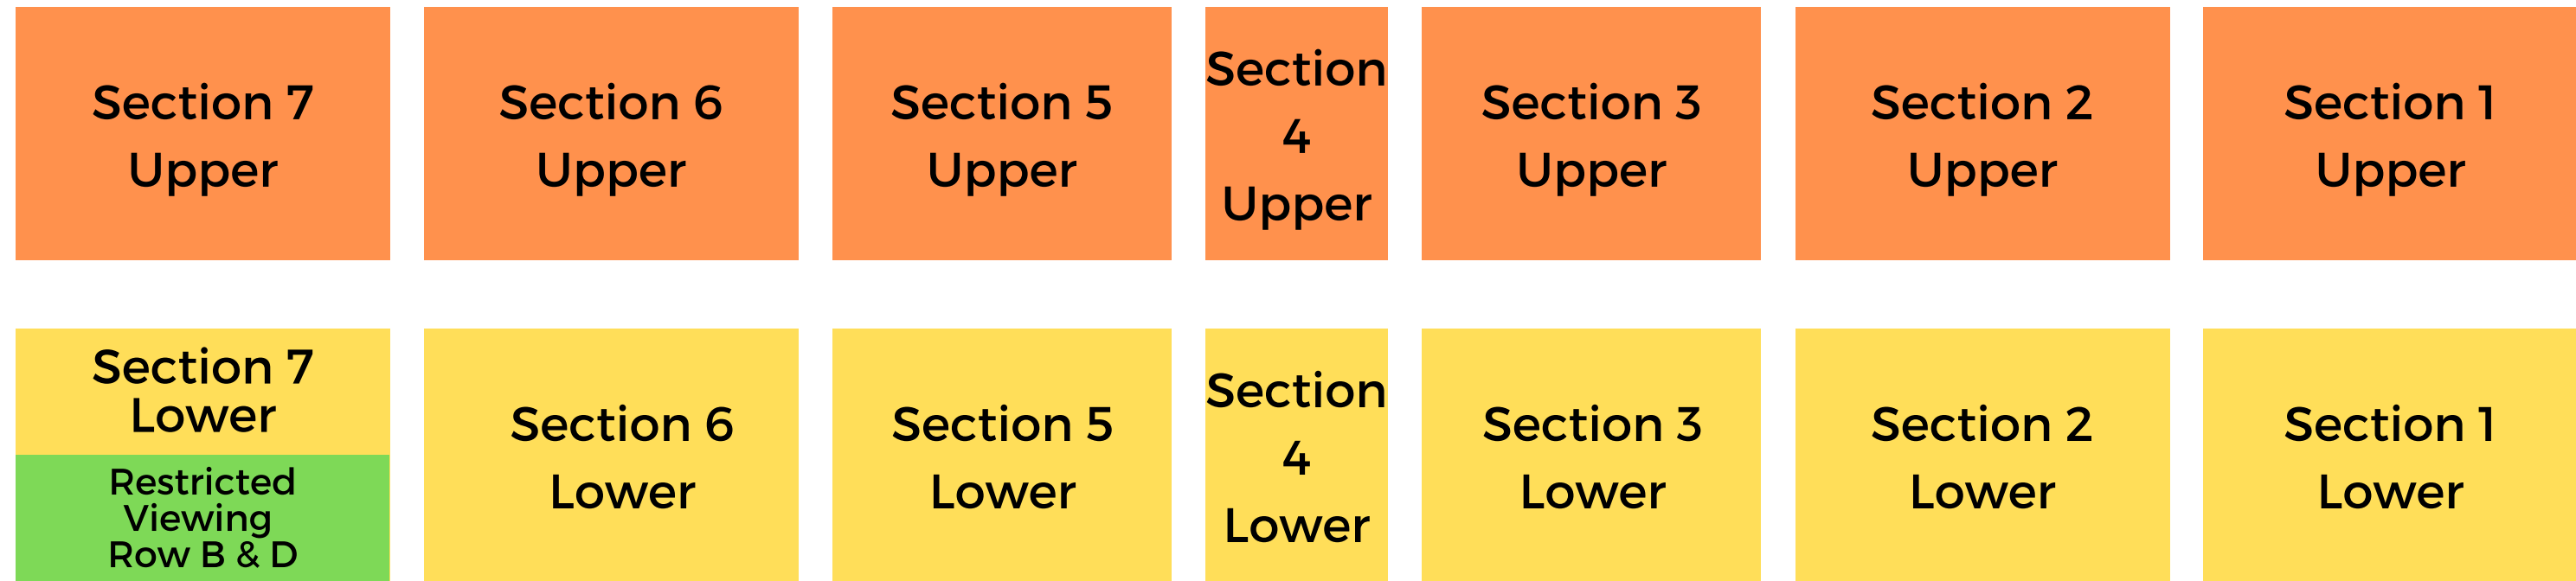 Section 7
Upper
Section 6
Upper
Section 5
Upper
Section
4
Upper
Section 3
Upper
Section 2
Upper
Section 1
Upper
Section 7
Lower
Restricted
Viewing
Row B & D
Section 6
Lower
Section 5
Lower
Section
4
Lower
Section 3
Lower
Section 2
Lower
Section 1
Lower